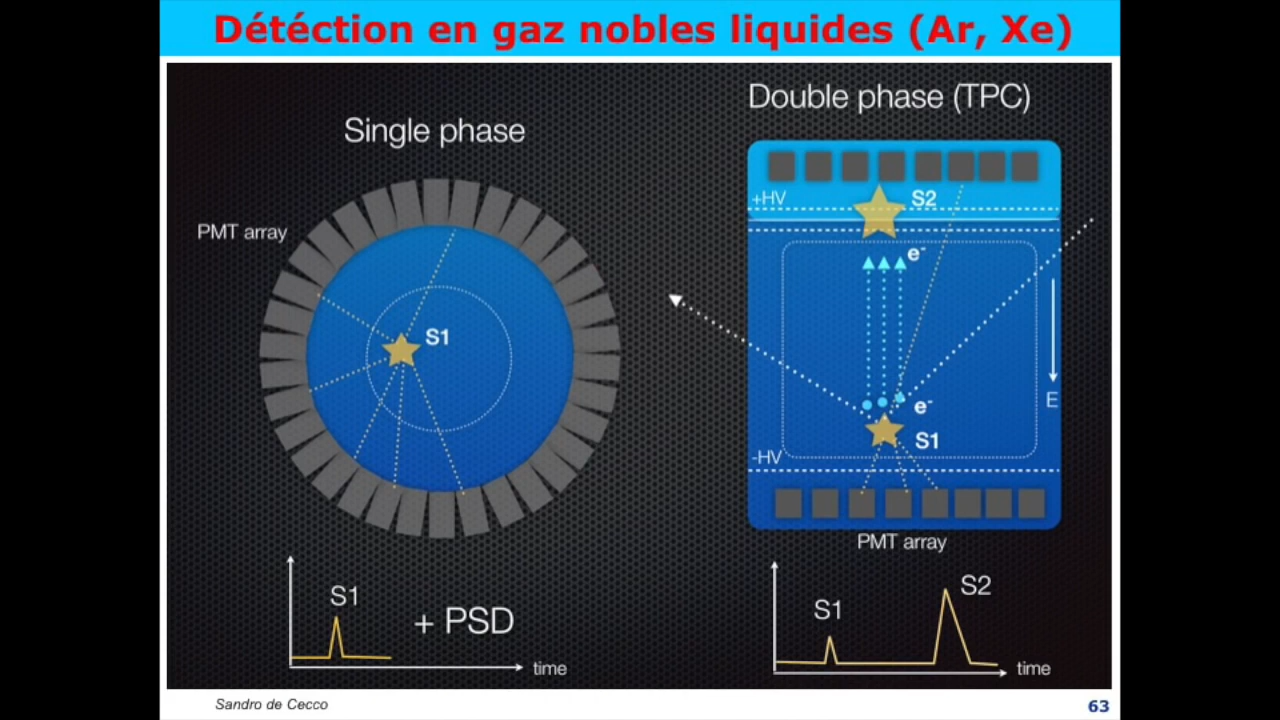 Détéction en gaz nobles liquides (Ar, Xe)
Single phase
PMT array
S1
S1
+ PSD
time
Double phase (TPC)
+HV
S2
e-
e-
S1
E
-HV
PMT array
S1
S2
time
Sandro de Cecco
63